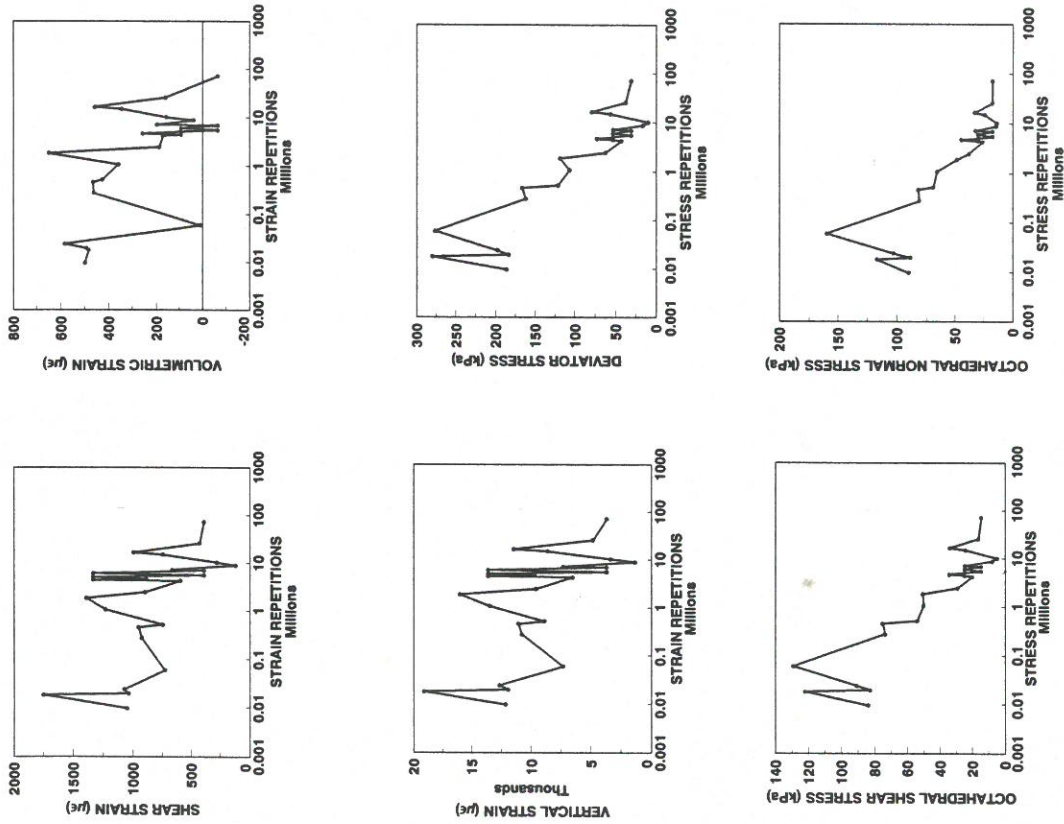 2000
1500
1000
500
0
SHEAR STRAIN (µε)
0.001 0.01 0.1 1 10 100 1000
STRAIN REPETITIONS
Millions
800
600
400
200
0
-200
VOLUMETRIC STRAIN (µε)
0.001 0.01 0.1 1 10 100 1000
STRAIN REPETITIONS
Millions
20
15
10
5
0
VERTICAL STRAIN (µε)
Thousands
0.001 0.01 0.1 1 10 100 1000
STRAIN REPETITIONS
Millions
300
250
200
150
100
50
0
DEVIATOR STRESS (kPa)
0.001 0.01 0.1 1 10 100 1000
STRESS REPETITIONS
Millions
140
120
100
80
60
40
20
0
OCTAHEDRAL SHEAR STRESS (kPa)
0.001 0.01 0.1 1 10 100 1000
STRESS REPETITIONS
Millions
200
150
100
50
0
OCTAHEDRAL NORMAL STRESS (kPa)
0.001 0.01 0.1 1 10 100 1000
STRESS REPETITIONS
Millions